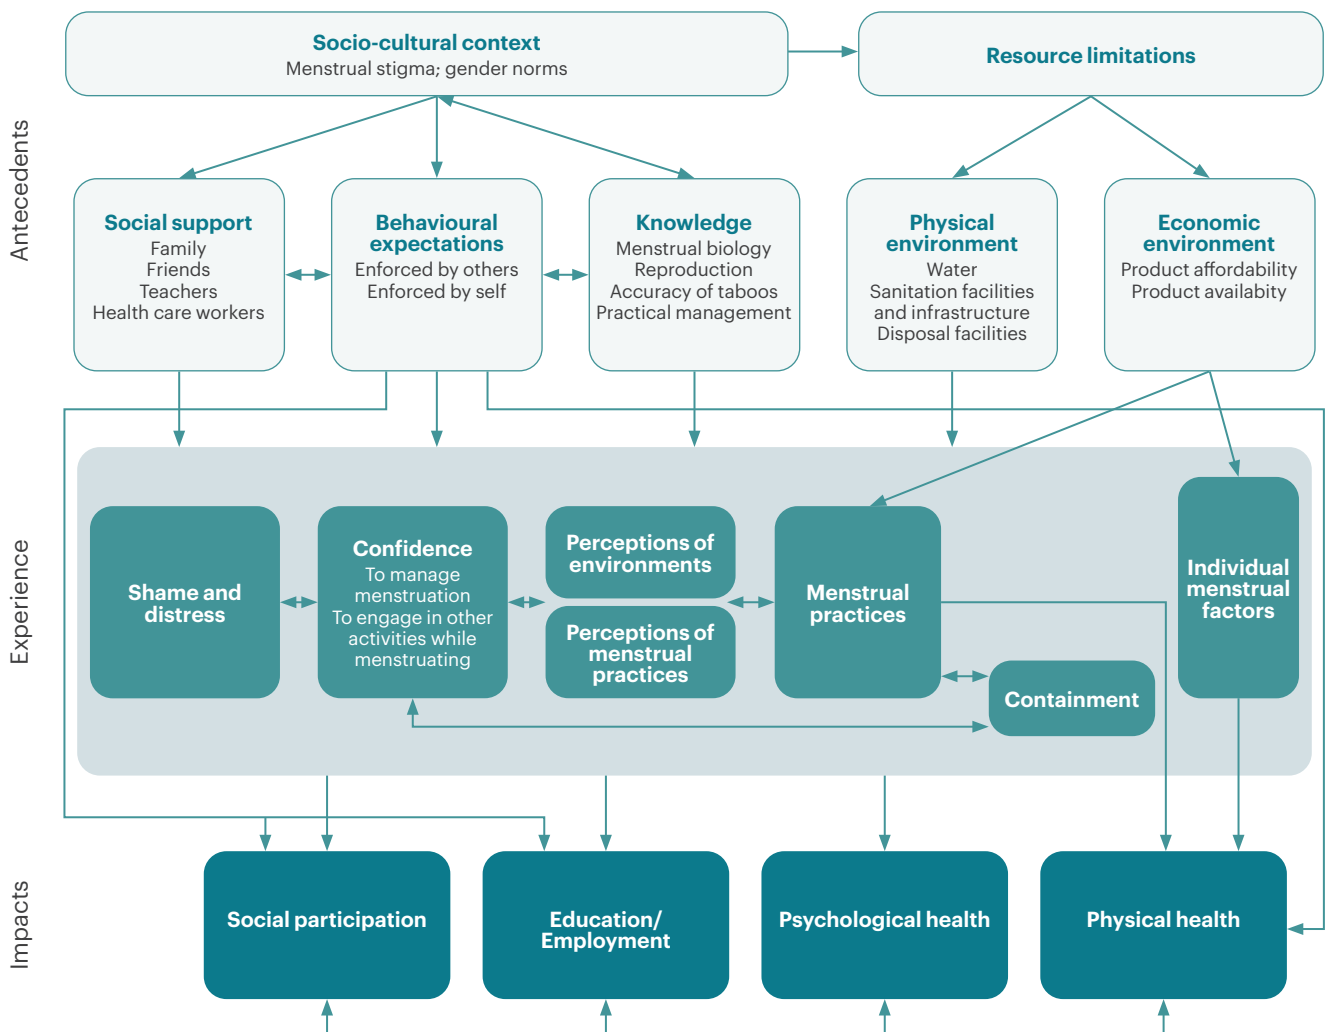 Socio-cultural context
Menstrual stigma; gender norms
Resource limitations
Antecedents
Social support
Family
Friends
Teachers
Health care workers
Behavioural
expectations
Enforced by others
Enforced by self
Knowledge
Menstrual biology
Reproduction
Accuracy of taboos
Practical management
Physical
environment
Water
Sanitation facilities
and infrastructure
Disposal facilities
Economic
environment
Product affordability
Product availabity
Experience
Shame and
distress
Confidence
To manage
menstruation
To engage in other
activities while
menstruating
Perceptions of
environments
Perceptions of
menstrual
practices
Menstrual
practices
Containment
Individual
menstrual
factors
Impacts
Social participation
Education/
Employment
Psychological health
Physical health